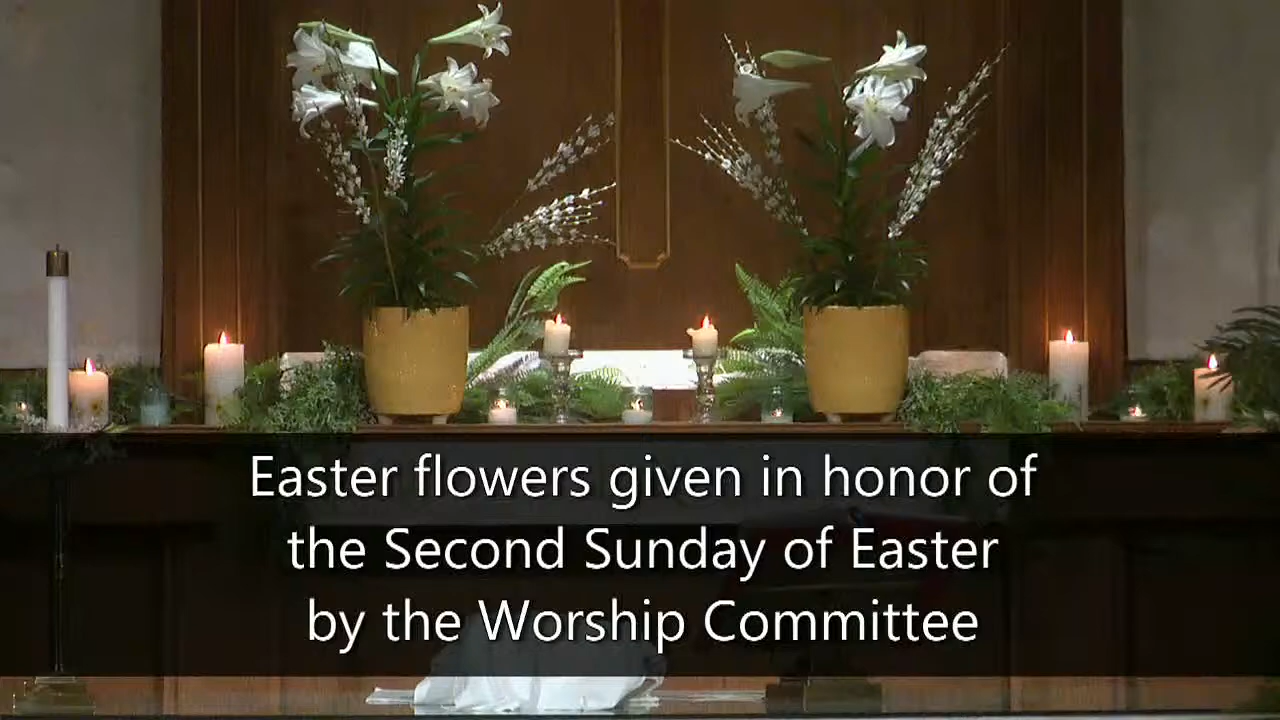 Easter flowers given in honor of
the Second Sunday of Easter
by the Worship Committee